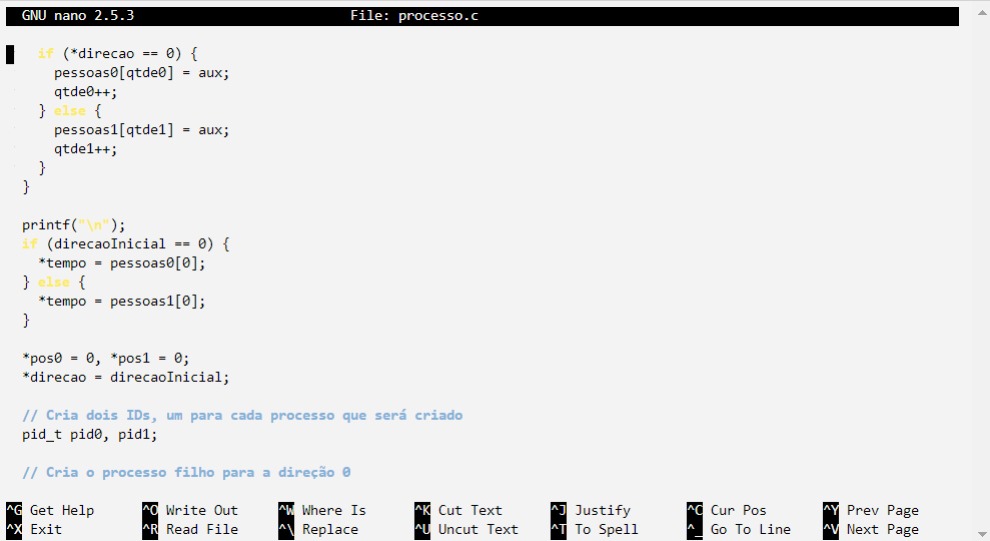 GNU nano 2.5.3 File: processo.c
if (*direcao == 0) {
pessoas0[qtde0] = aux;
qtde0++;
} else {
pessoas1[qtde1] = aux;
qtde1++;
}
}
printf("\n");
if (direcaoInicial == 0) {
*tempo = pessoas0[0];
} else {
*tempo = pessoas1[0];
}
*pos0 = 0, *pos1 = 0;
*direcao = direcaoInicial;
// Cria dois IDs, um para cada processo que será criado
pid_t pid0, pid1;
// Cria o processo filho para a direção 0
^G Get Help ^O Write Out ^W Where Is ^K Cut Text ^J Justify ^C Cur Pos ^Y Prev Page
^X Exit ^R Read File ^\ Replace ^U Uncut Text ^T To Spell ^_ Go To Line ^V Next Page